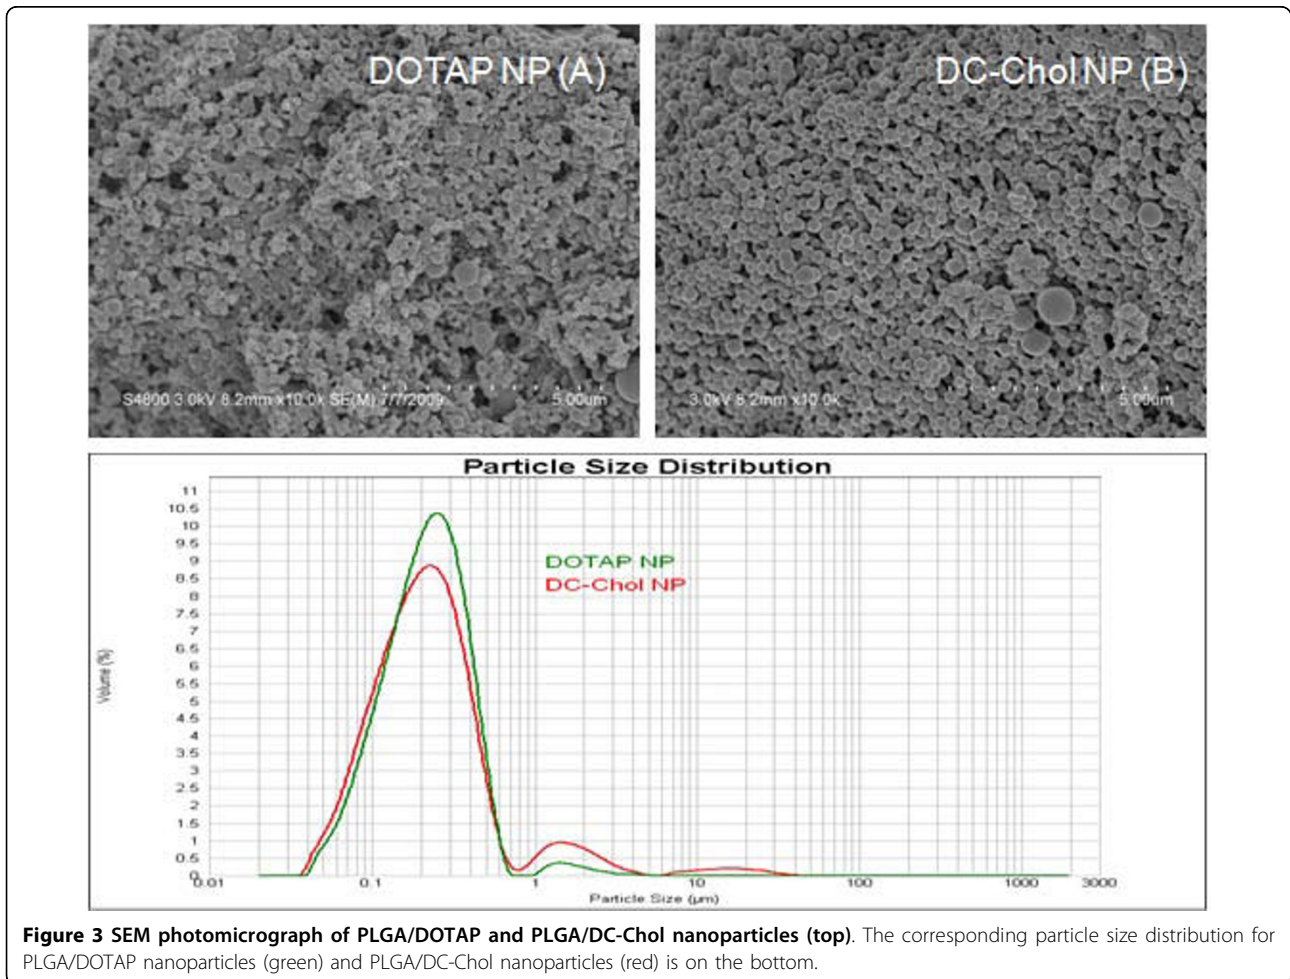 DOTAP NP (A)
DC-Chol NP (B)
S4800 3.0kV 8.2mm x10.0k SE(M) 7/7/2009 5.00um
3.0kV 8.2mm x10.0k 5.00um
Particle Size Distribution
11
10.5
10
9.5
9
8.5
8
7.5
7
6.5
6
5.5
5
4.5
4
3.5
3
2.5
2
1.5
1
0.5
0
DOTAP NP
DC-Chol NP
Volume (%)
0.01 0.1 1 10 100 1000 3000
Particle Size (µm)
Figure 3 SEM photomicrograph of PLGA/DOTAP and PLGA/DC-Chol nanoparticles (top). The corresponding particle size distribution for
PLGA/DOTAP nanoparticles (green) and PLGA/DC-Chol nanoparticles (red) is on the bottom.